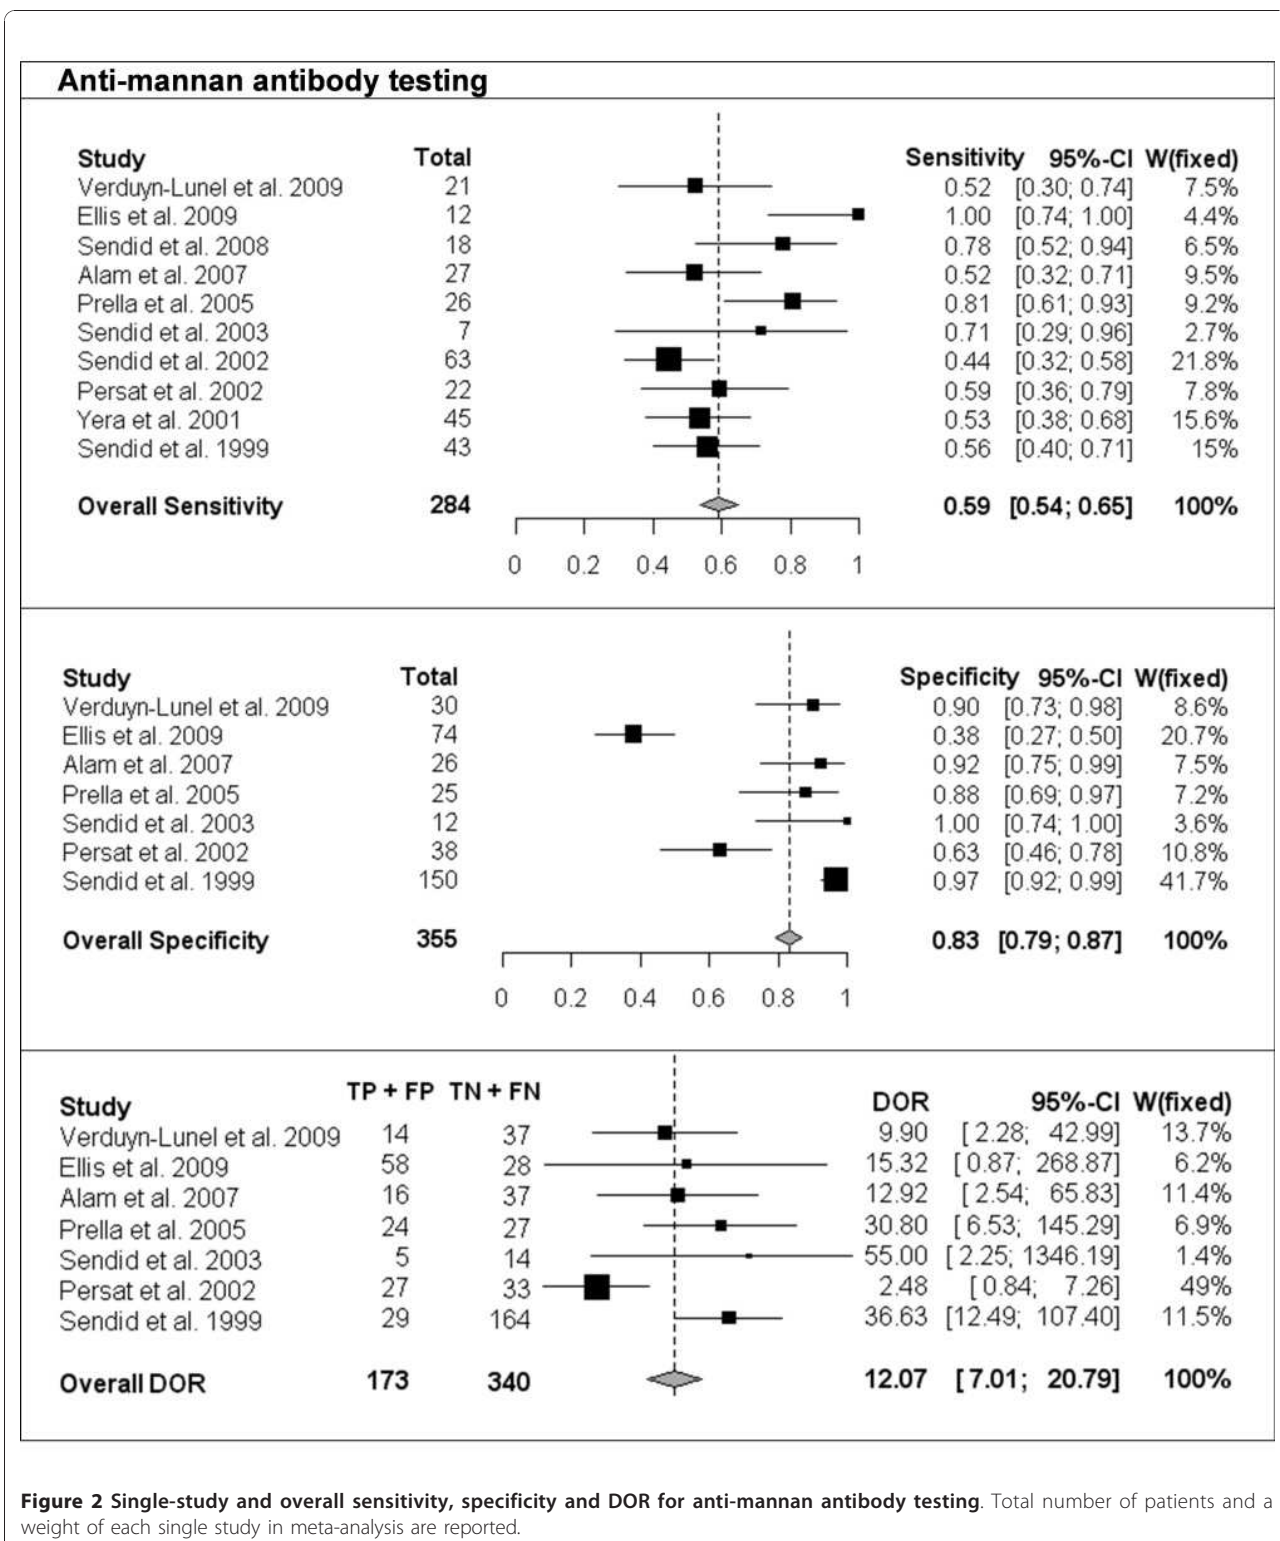 Anti-mannan antibody testing
Study Total Sensitivity 95%-CI W(fixed)
Verduyn-Lunel et al. 2009 21 0.52 [0.30; 0.74] 7.5%
Ellis et al. 2009 12 1.00 [0.74; 1.00] 4.4%
Sendid et al. 2008 18 0.78 [0.52; 0.94] 6.5%
Alam et al. 2007 27 0.52 [0.32; 0.71] 9.5%
Prella et al. 2005 26 0.81 [0.61; 0.93] 9.2%
Sendid et al. 2003 7 0.71 [0.29; 0.96] 2.7%
Sendid et al. 2002 63 0.44 [0.32; 0.58] 21.8%
Persat et al. 2002 22 0.59 [0.36; 0.79] 7.8%
Yera et al. 2001 45 0.53 [0.38; 0.68] 15.6%
Sendid et al. 1999 43 0.56 [0.40; 0.71] 15%
Overall Sensitivity 284 0.59 [0.54; 0.65] 100%
0 0.2 0.4 0.6 0.8 1
Study Total Specificity 95%-CI W(fixed)
Verduyn-Lunel et al. 2009 30 0.90 [0.73; 0.98] 8.6%
Ellis et al. 2009 74 0.38 [0.27; 0.50] 20.7%
Alam et al. 2007 26 0.92 [0.75; 0.99] 7.5%
Prella et al. 2005 25 0.88 [0.69; 0.97] 7.2%
Sendid et al. 2003 12 1.00 [0.74; 1.00] 3.6%
Persat et al. 2002 38 0.63 [0.46; 0.78] 10.8%
Sendid et al. 1999 150 0.97 [0.92; 0.99] 41.7%
Overall Specificity 355 0.83 [0.79; 0.87] 100%
0 0.2 0.4 0.6 0.8 1
Study TP + FP TN + FN DOR 95%-CI W(fixed)
Verduyn-Lunel et al. 2009 14 37 9.90 [ 2.28; 42.99] 13.7%
Ellis et al. 2009 58 28 15.32 [ 0.87; 268.87] 6.2%
Alam et al. 2007 16 37 12.92 [ 2.54; 65.83] 11.4%
Prella et al. 2005 24 27 30.80 [ 6.53; 145.29] 6.9%
Sendid et al. 2003 5 14 55.00 [ 2.25; 1346.19] 1.4%
Persat et al. 2002 27 33 2.48 [ 0.84; 7.26] 49%
Sendid et al. 1999 29 164 36.63 [12.49; 107.40] 11.5%
Overall DOR 173 340 12.07 [ 7.01; 20.79] 100%
Figure 2 Single-study and overall sensitivity, specificity and DOR for anti-mannan antibody testing. Total number of patients and a
weight of each single study in meta-analysis are reported.